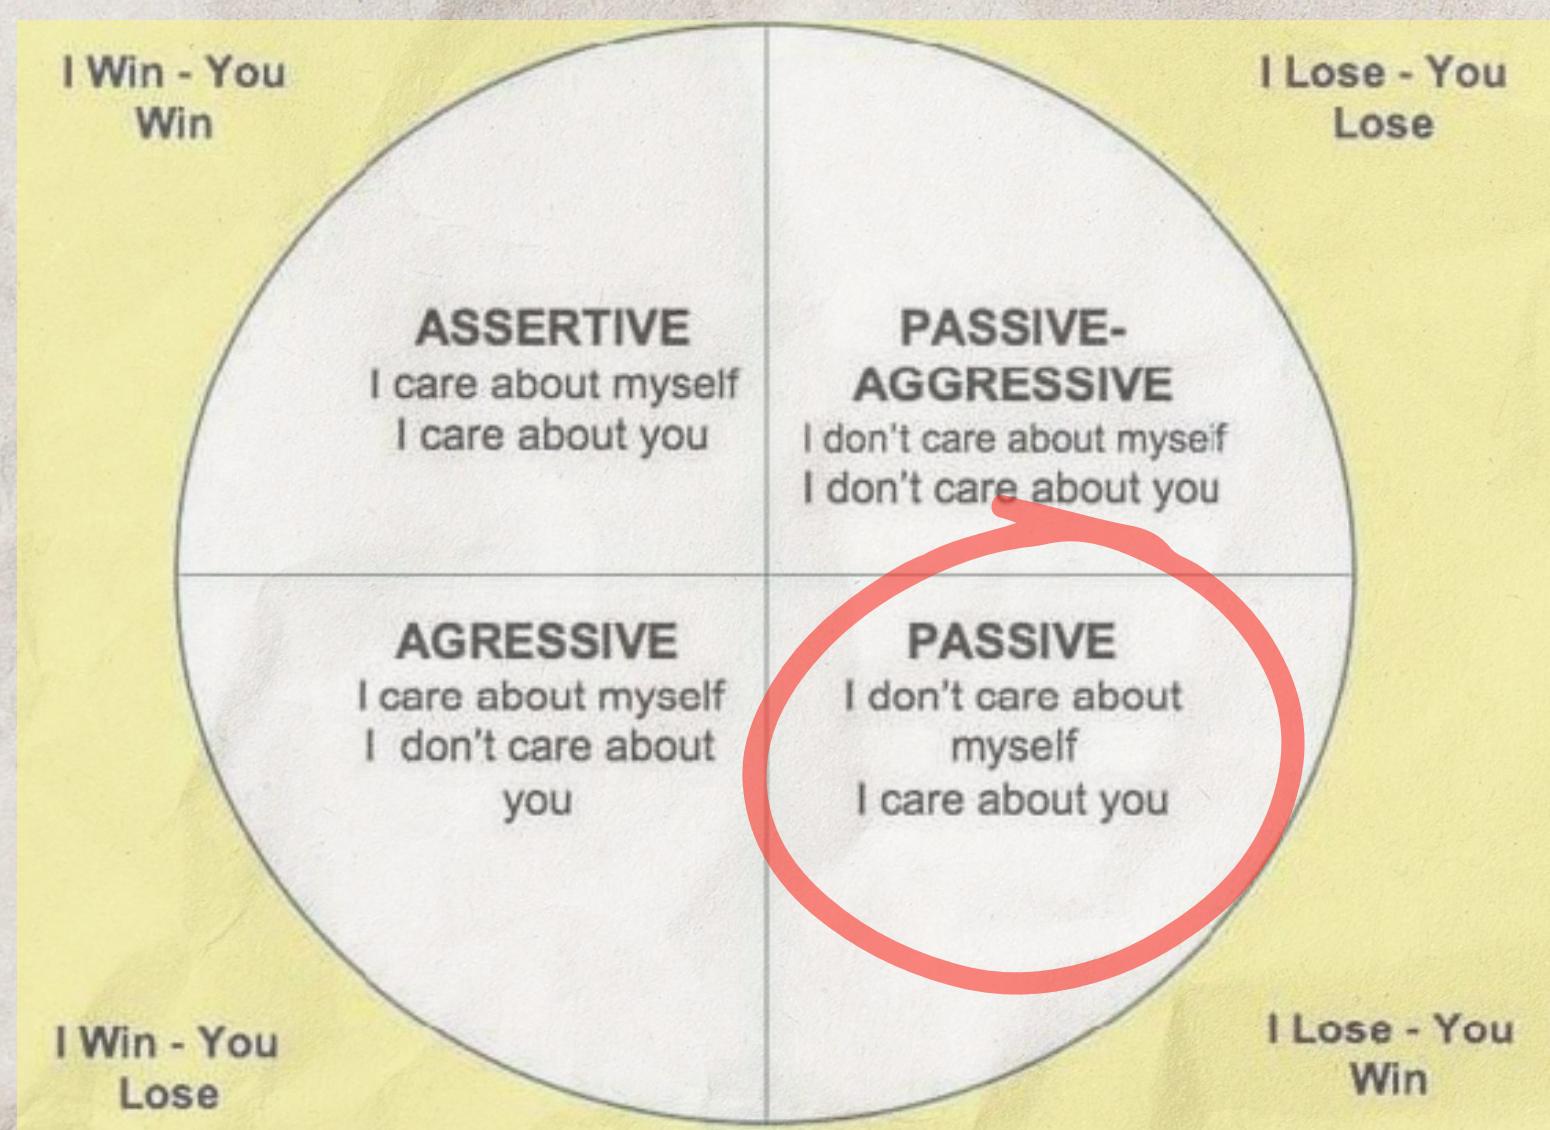 I Win - You
Win
I Lose - You
Lose
ASSERTIVE
I care about myself
I care about you
PASSIVE-
AGGRESSIVE
I don't care about myself
I don't care about you
AGRESSIVE
I care about myself
I don't care about
you
PASSIVE
I don't care about
myself
I care about you
I Win - You
Lose
I Lose - You
Win